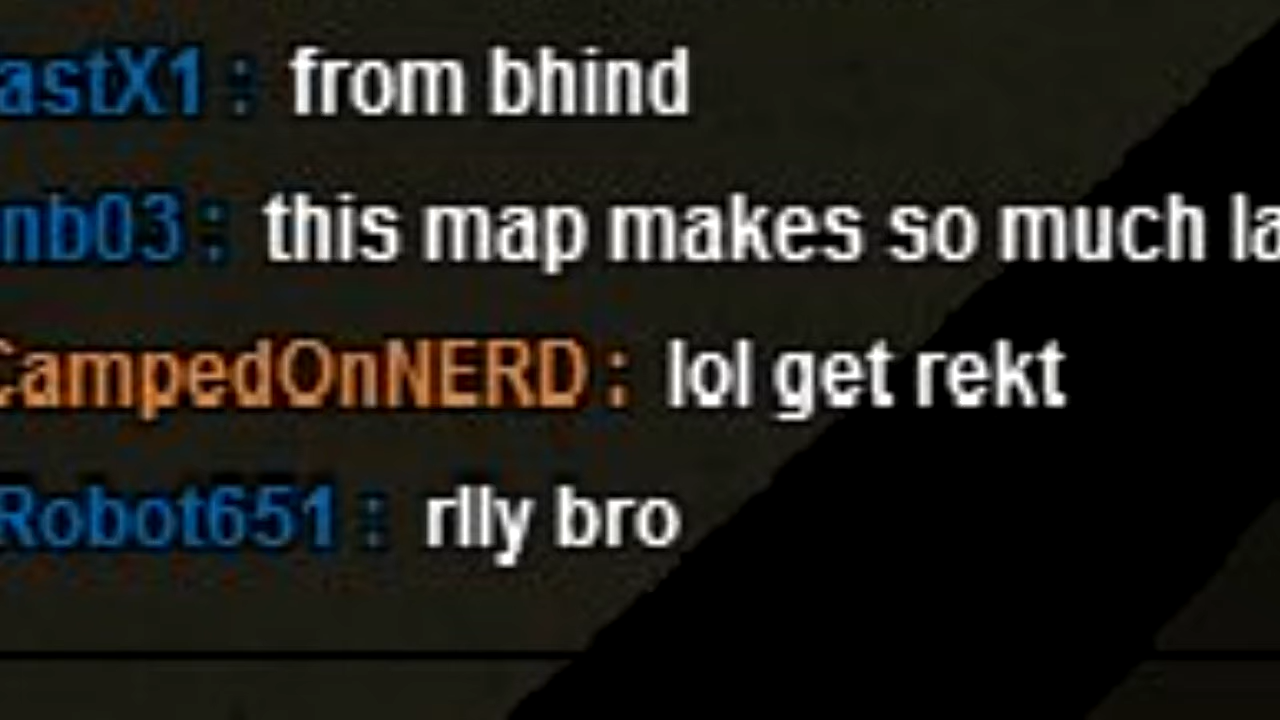 astX1 : from bhind
nb03 : this map makes so much la
CampedOnNERD : lol get rekt
Robot651 : rlly bro